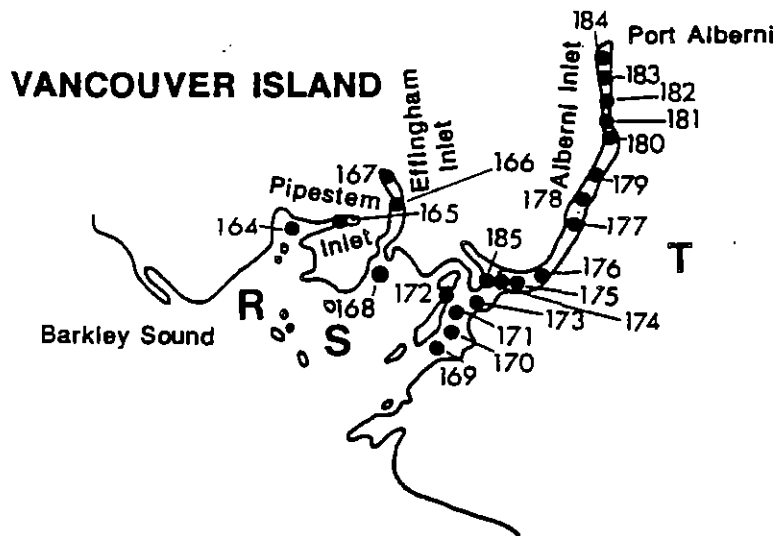 184
Port Alberni
VANCOUVER ISLAND
Alberni Inlet
183
182
181
180
Effingham
Inlet
167
166
179
Pipestem
178
165
164
Inlet
177
185
176
T
168
172
175
R
173
174
Barkley Sound
S
171
170
169